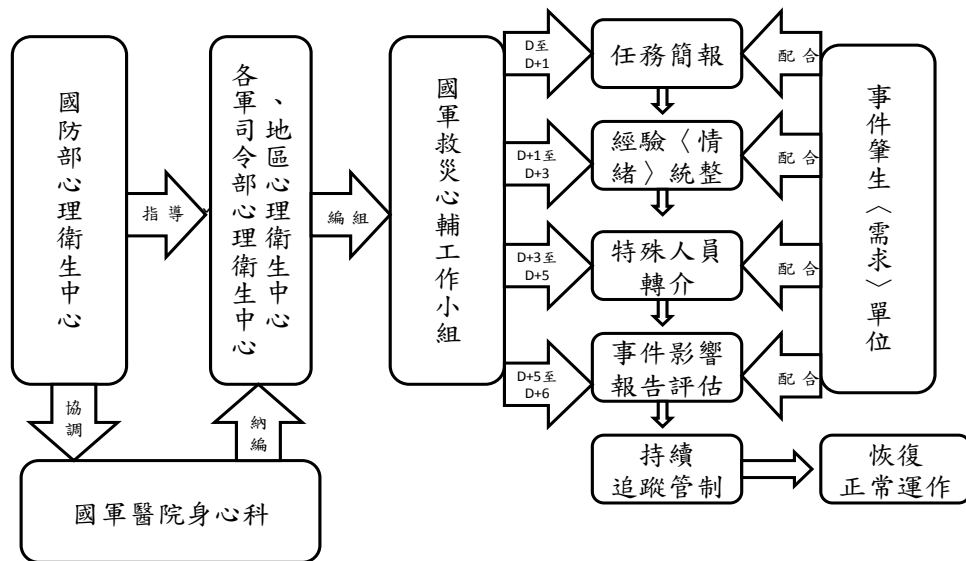 國防部心理衛生中心
指導
協調
各軍司令部心理衛生中心
、地區心理衛生中心
納編
國軍醫院身心科
編組
國軍救災心輔工作小組
D至
D+1
任務簡報
配合
D+1至
D+3
經驗〈情
緒〉統整
配合
D+3至
D+5
特殊人員
轉介
配合
D+5至
D+6
事件影響
報告評估
配合
事件肇生〈需求〉單位
持續
追蹤管制
恢復
正常運作